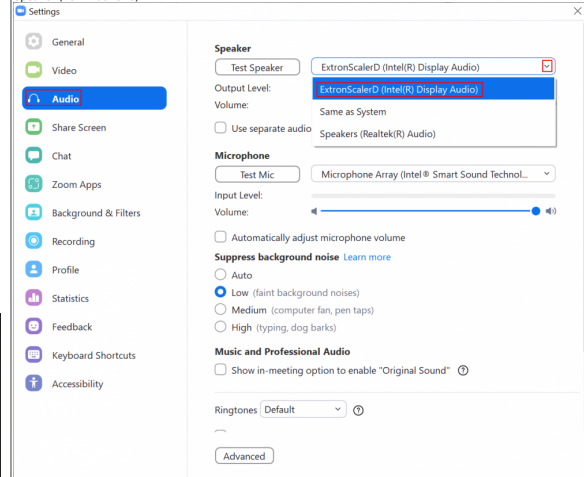 Settings
General
Video
Audio
Share Screen
Chat
Zoom Apps
Background & Filters
Recording
Profile
Statistics
Feedback
Keyboard Shortcuts
Accessibility
Speaker
Test Speaker ExtronScalerD (Intel(R) Display Audio)
Output Level: ExtronScalerD (Intel(R) Display Audio)
Volume: Same as System
Use separate audio Speakers (Realtek(R) Audio)
Microphone
Test Mic Microphone Array (Intel® Smart Sound Technol...
Input Level:
Volume:
Automatically adjust microphone volume
Suppress background noise Learn more
Auto
Low (faint background noises)
Medium (computer fan, pen taps)
High (typing, dog barks)
Music and Professional Audio
Show in-meeting option to enable "Original Sound" ?
Ringtones Default ?
Advanced